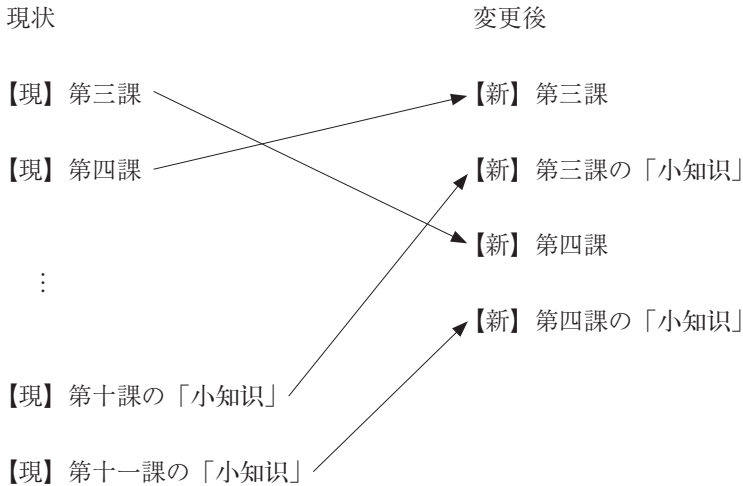 現状
変更後
【現】第三課
【新】第三課
【現】第四課
【新】第三課の「小知识」
【新】第四課
⋮
【新】第四課の「小知识」
【現】第十課の「小知识」
【現】第十一課の「小知识」